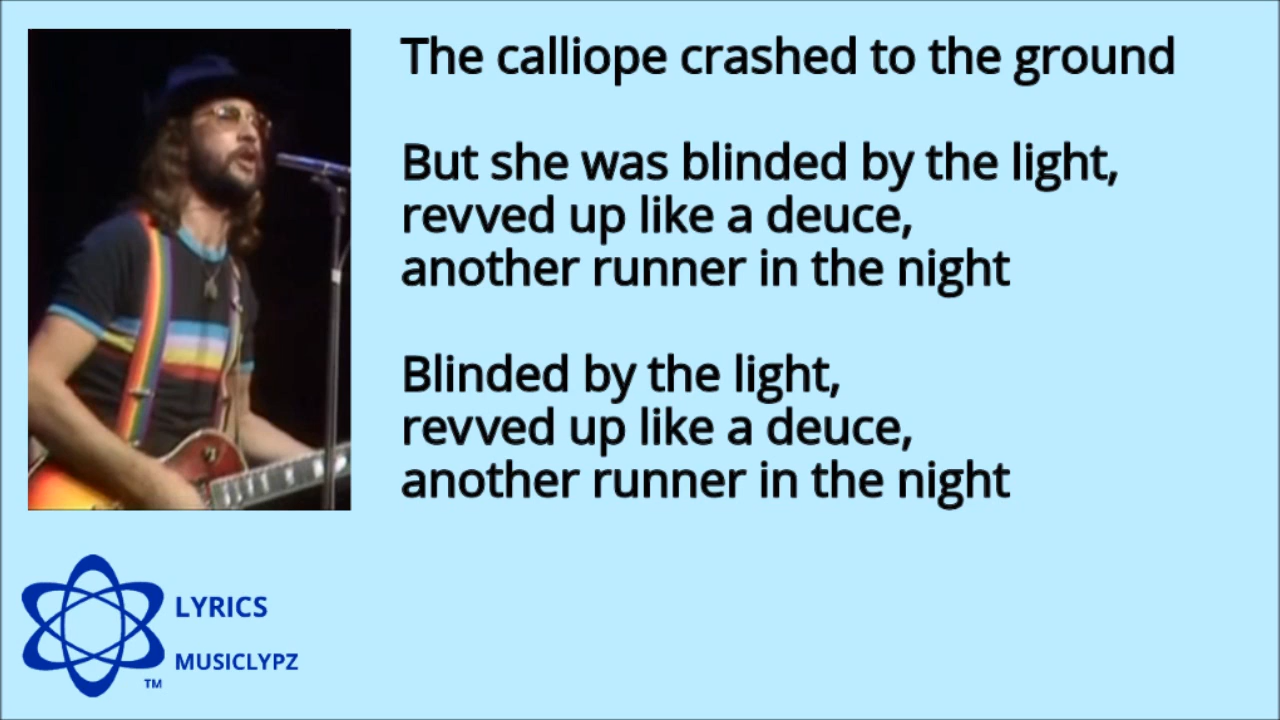 The calliope crashed to the ground
But she was blinded by the light,
revved up like a deuce,
another runner in the night
Blinded by the light,
revved up like a deuce,
another runner in the night
LYRICS
MUSICLYPZ
TM